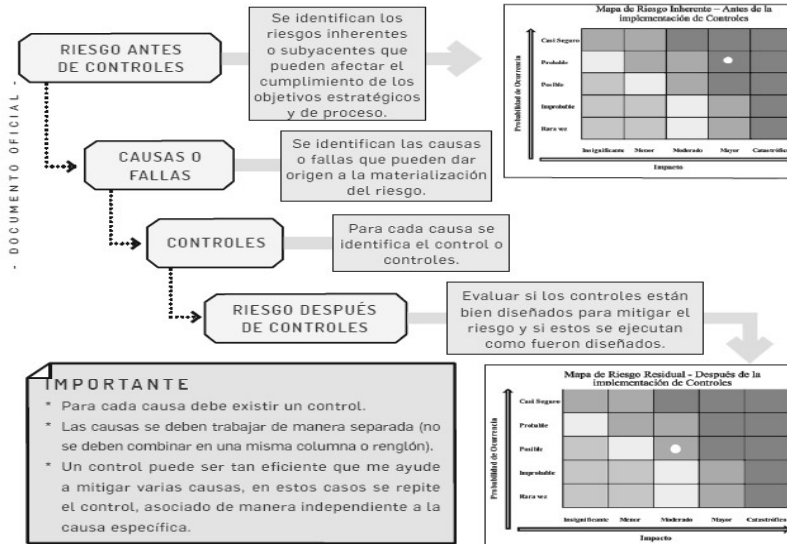 - DOCUMENTO OFICIAL -
RIESGO ANTES
DE CONTROLES
Se identifican los
riesgos inherentes
o subyacentes que
pueden afectar el
cumplimiento de los
objetivos estratégicos
y de proceso.
Mapa de Riesgo Inherente – Antes de la
implementación de Controles
Probabilidad de Ocurrencia
Casi Seguro
Probable
Posible
Improbable
Rara vez
Insignificante Menor Moderado Mayor Catastrófico
Impacto
CAUSAS O
FALLAS
Se identifican las causas
o fallas que pueden dar
origen a la materialización
del riesgo.
CONTROLES
Para cada causa se
identifica el control o
controles.
RIESGO DESPUÉS
DE CONTROLES
Evaluar si los controles están
bien diseñados para mitigar el
riesgo y si estos se ejecutan
como fueron diseñados.
Mapa de Riesgo Residual - Después de la
implementación de Controles
Probabilidad de Ocurrencia
Casi Seguro
Probable
Posible
Improbable
Rara vez
Insignificante Menor Moderado Mayor Catastrófico
Impacto
IMPORTANTE
* Para cada causa debe existir un control.
* Las causas se deben trabajar de manera separada (no
se deben combinar en una misma columna o renglón).
* Un control puede ser tan eficiente que me ayude
a mitigar varias causas, en estos casos se repite
el control, asociado de manera independiente a la
causa específica.